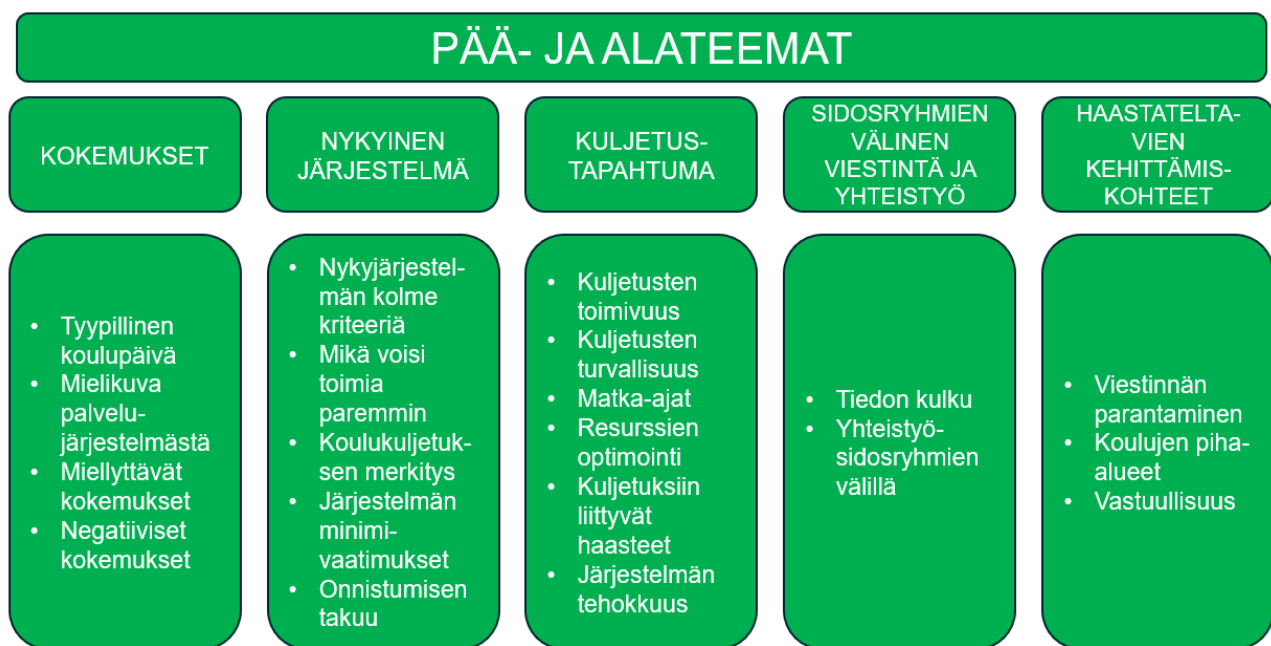 PÄÄ- JA ALATEEMAT
KOKEMUKSET
NYKYINEN
JÄRJESTELMÄ
KULJETUS-
TAPAHTUMA
SIDOSRYHMIEN
VÄLINEN
VIESTINTÄ JA
YHTEISTYÖ
HAASTATELTA-
VIEN
KEHITTÄMIS-
KOHTEET
• Tyypillinen
koulupäivä
• Mielikuva
palvelu-
järjestelmästä
• Miellyttävät
kokemukset
• Negatiiviset
kokemukset
• Nykyjärjestel-
män kolme
kriteeriä
• Mikä voisi
toimia
paremmin
• Koulukuljetuk-
sen merkitys
• Järjestelmän
minimi-
vaatimukset
• Onnistumisen
takuu
• Kuljetusten
toimivuus
• Kuljetusten
turvallisuus
• Matka-ajat
• Resurssien
optimointi
• Kuljetuksiin
liittyvät
haasteet
• Järjestelmän
tehokkuus
• Tiedon kulku
• Yhteistyö-
sidosryhmien
välillä
• Viestinnän
parantaminen
• Koulujen piha-
alueet
• Vastuullisuus